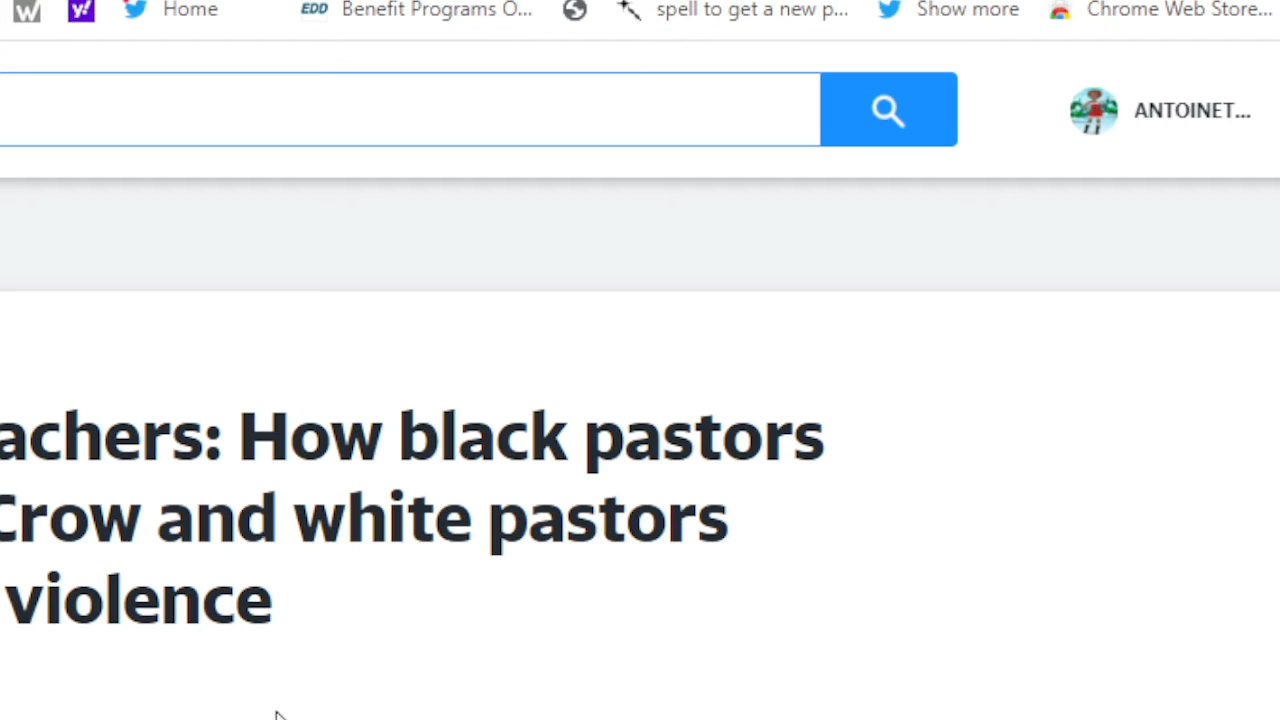 W y! Home EDD Benefit Programs O... spell to get a new p... Show more Chrome Web Store...
ANTOINET...
achers: How black pastors
Crow and white pastors
violence